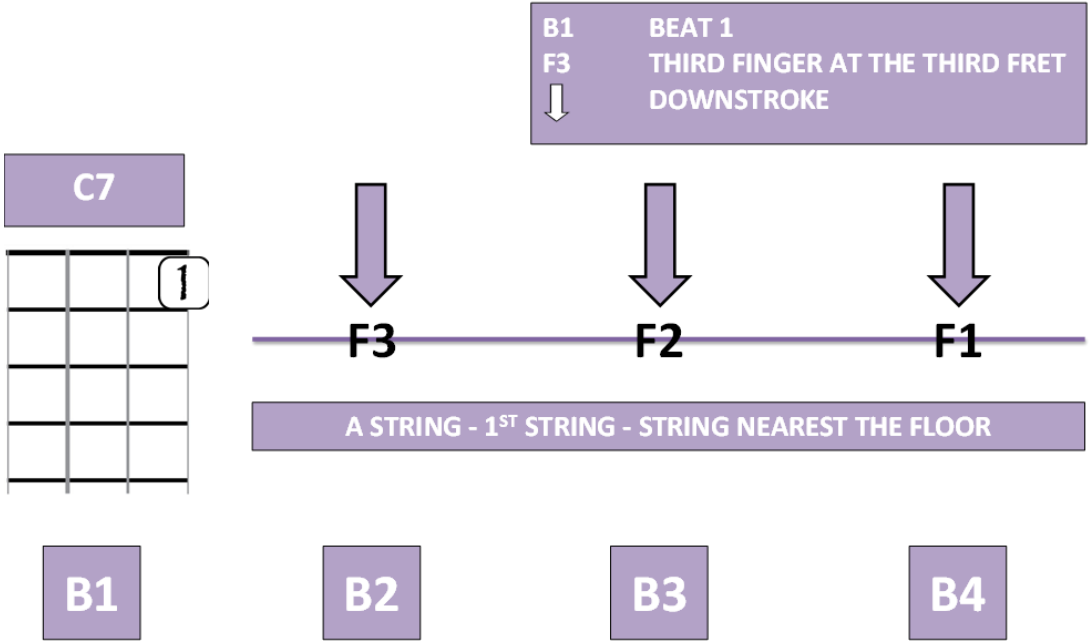 B1 BEAT 1
F3 THIRD FINGER AT THE THIRD FRET
DOWNSTROKE
C7
1
F3 F2 F1
A STRING - 1ST STRING - STRING NEAREST THE FLOOR
B1 B2 B3 B4